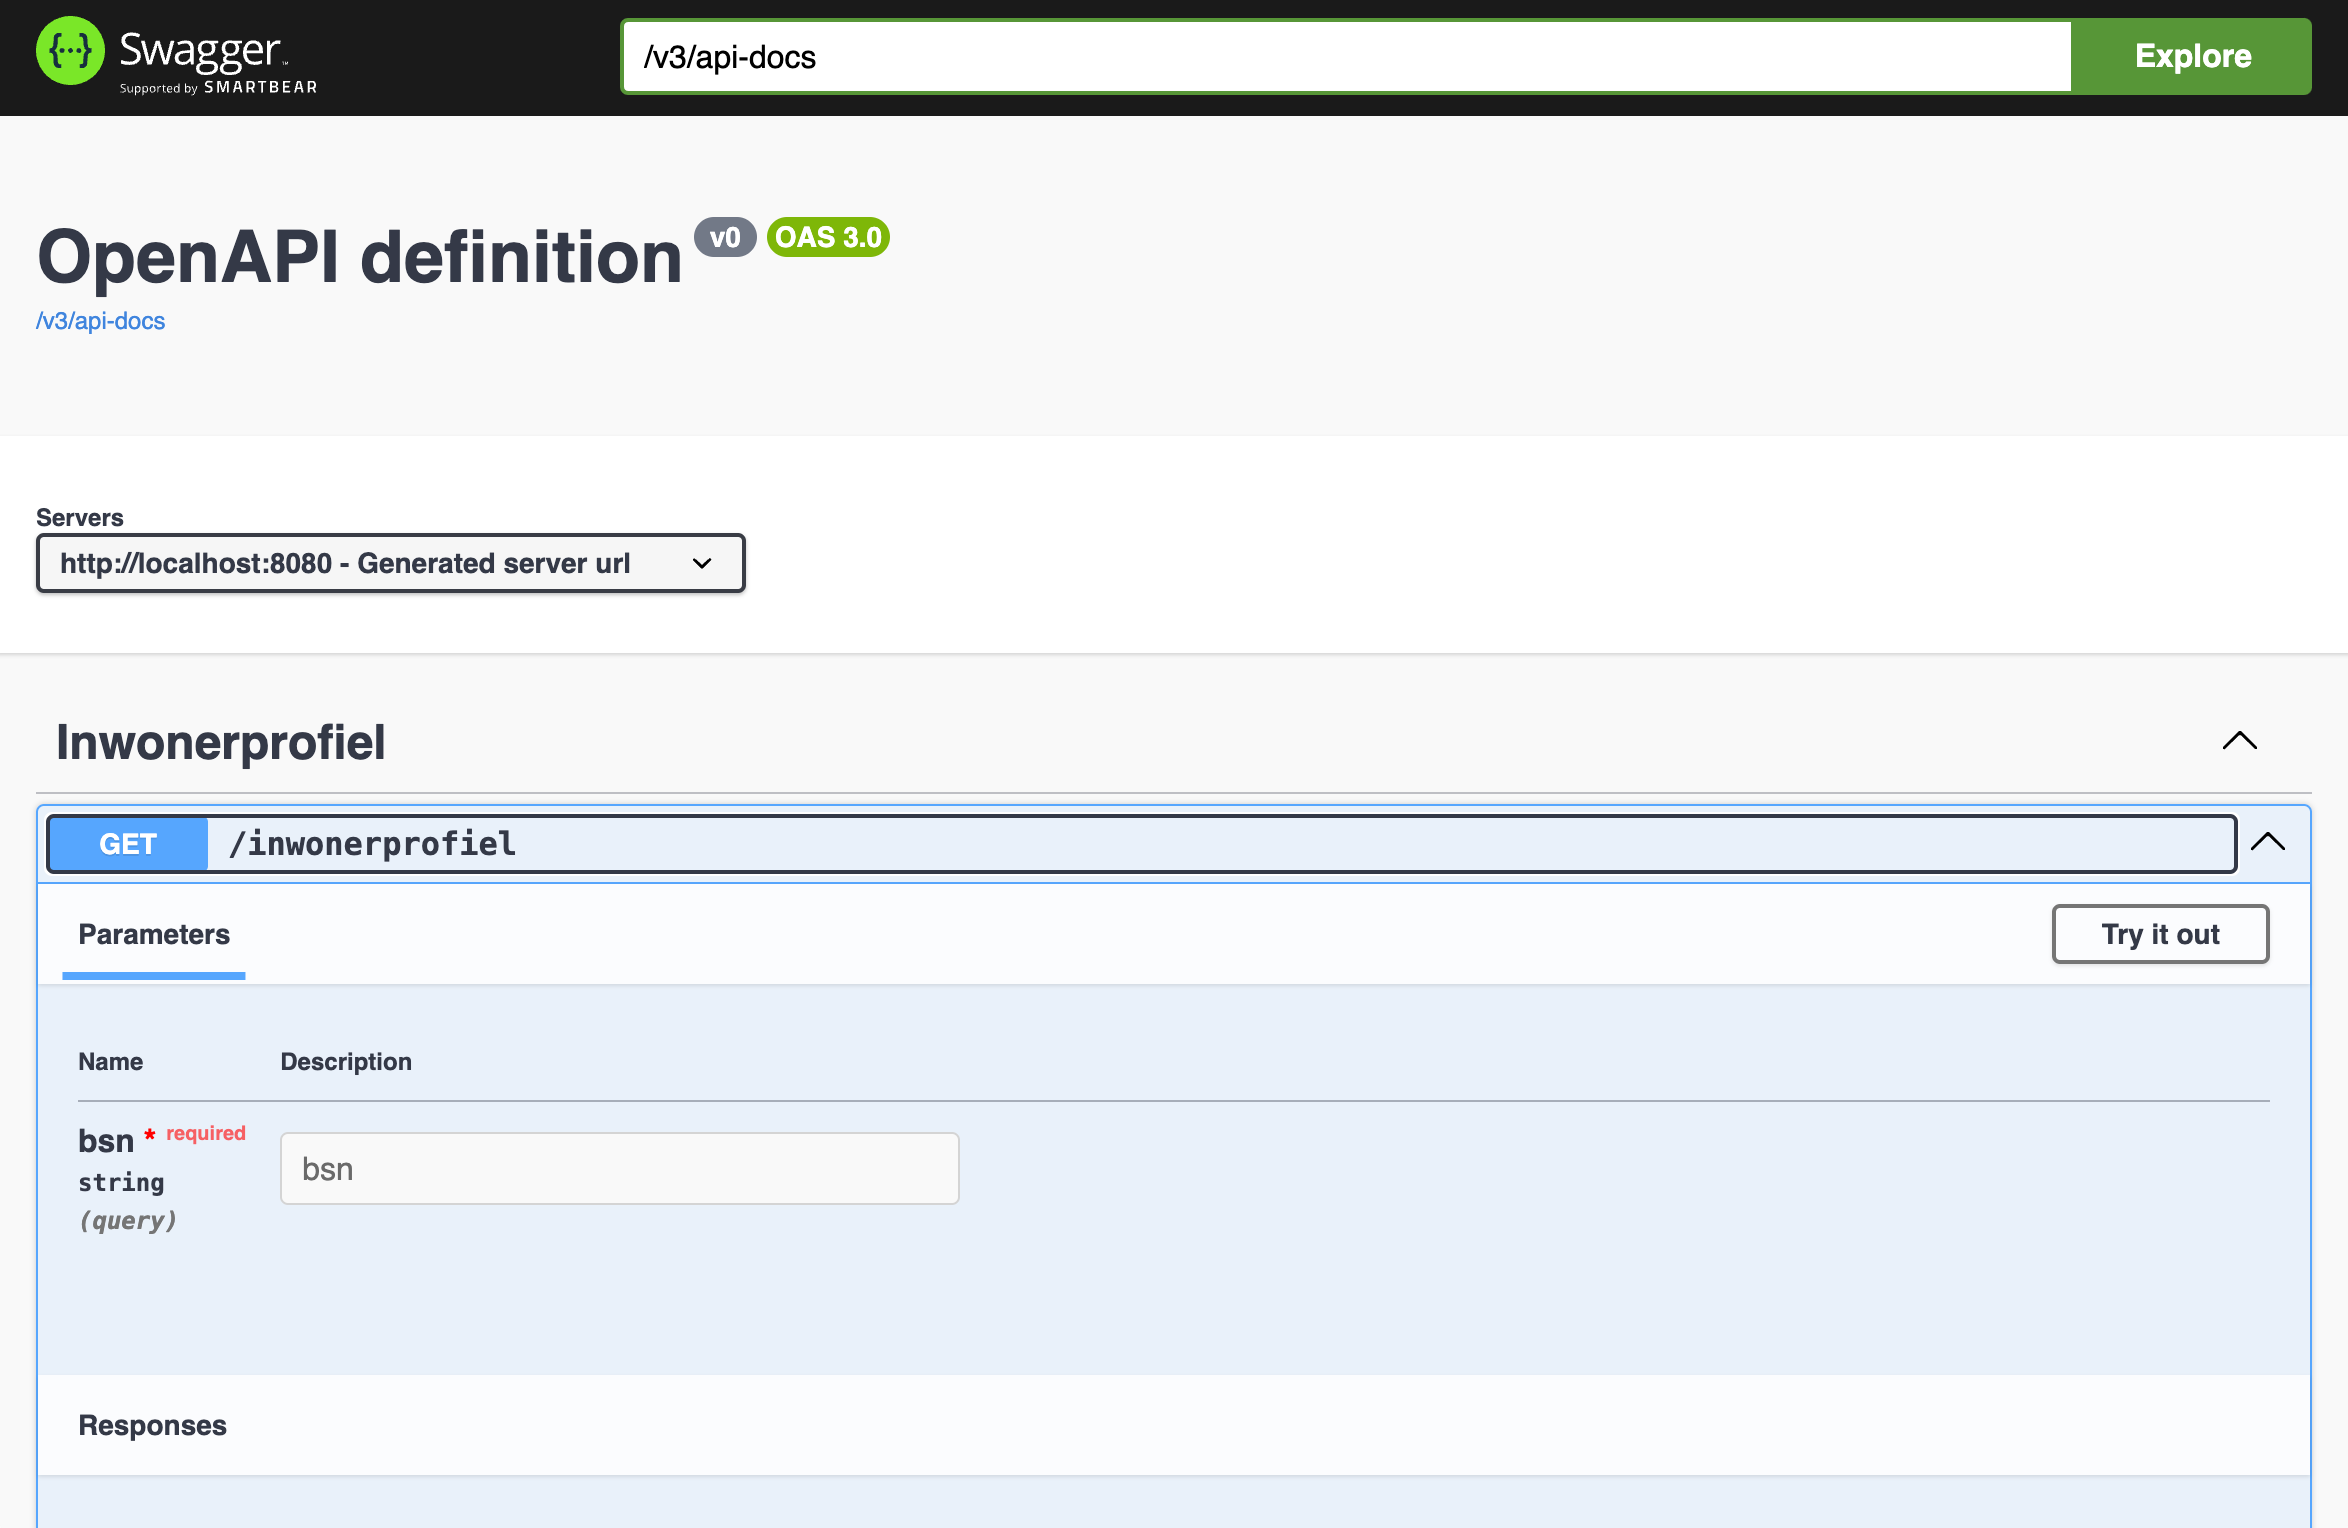 {···} Swagger™
Supported by SMARTBEAR
/v3/api-docs
Explore
OpenAPI definition v0 OAS 3.0
/v3/api-docs
Servers
http://localhost:8080 - Generated server url
Inwonerprofiel
GET /inwonerprofiel
Parameters
Try it out
Name Description
bsn * required
string
(query)
bsn
Responses